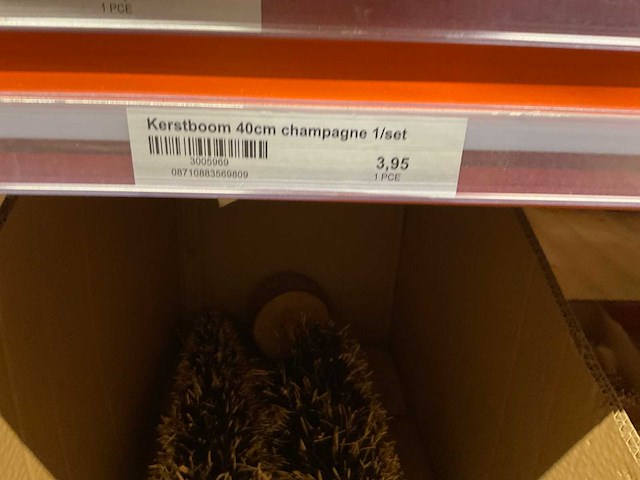 1 PCE
Kerstboom 40cm champagne 1/set
3005969
3,95
08710883569809
1 PCE